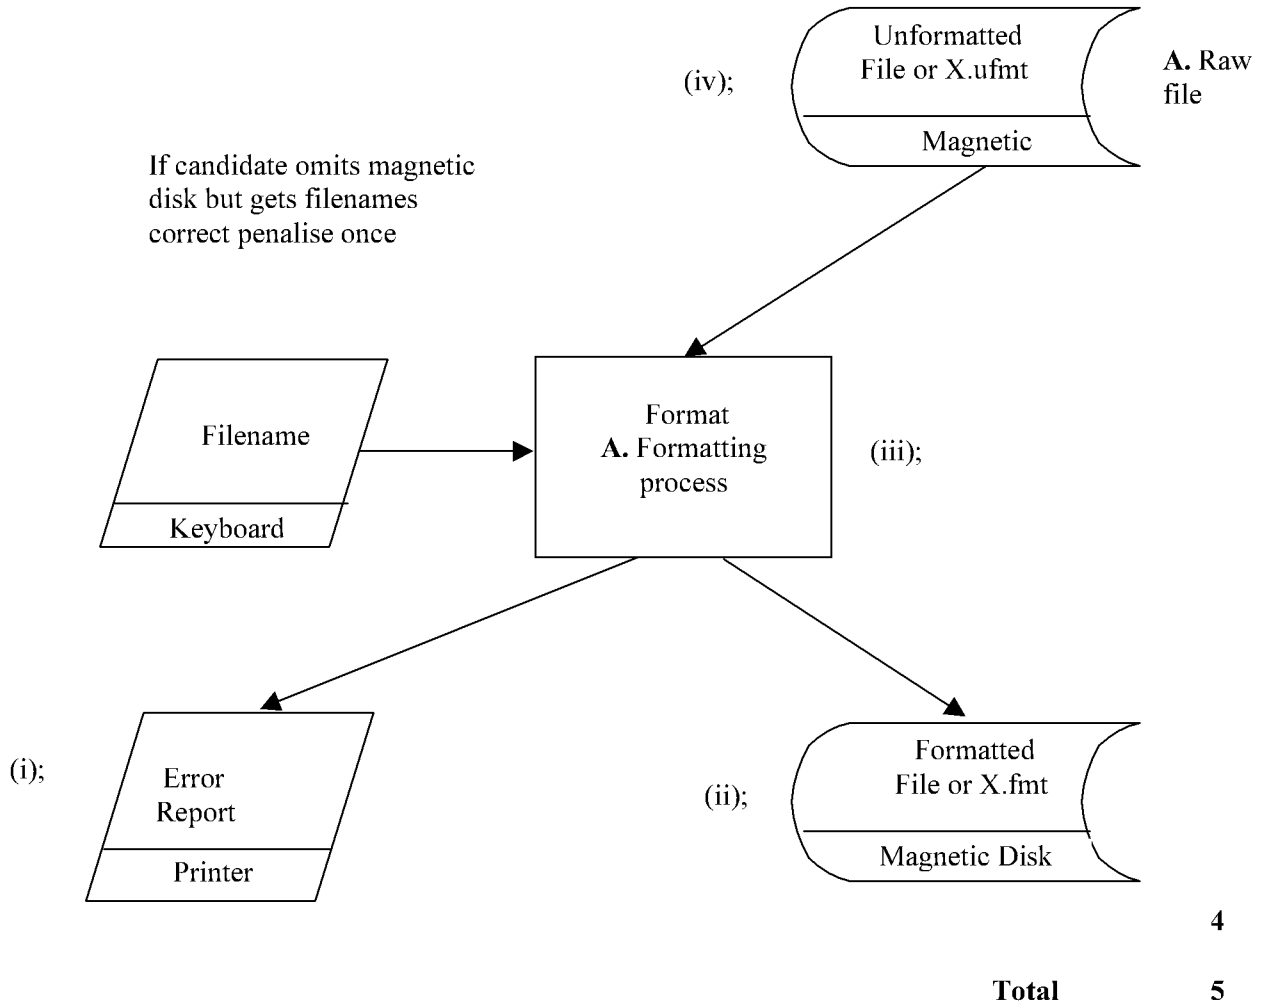 Unformatted
File or X.ufmt
Magnetic
(iv);
A. Raw
file
If candidate omits magnetic
disk but gets filenames
correct penalise once
Filename
Keyboard
Format
A. Formatting
process
(iii);
(i);
Error
Report
Printer
(ii);
Formatted
File or X.fmt
Magnetic Disk
4
Total 5